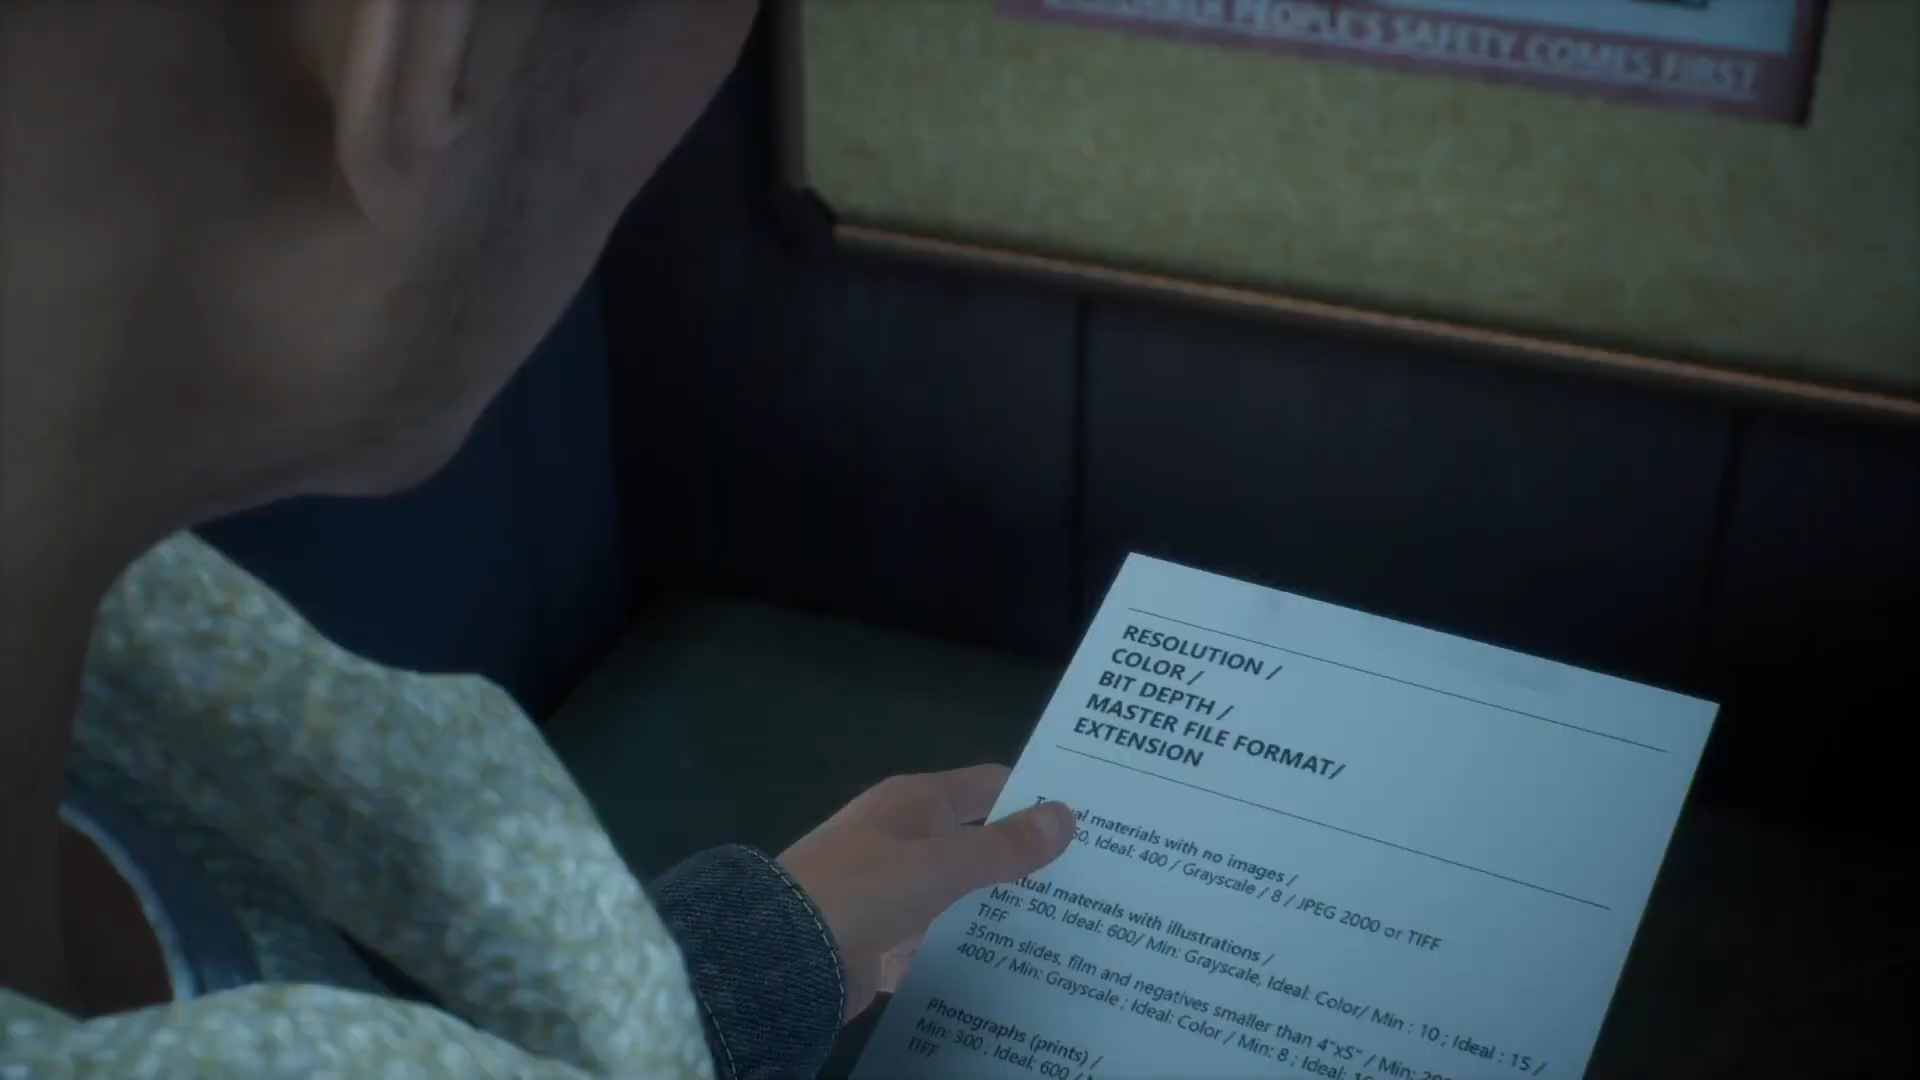 PEOPLE'S SAFETY COMES FIRST
RESOLUTION /
COLOR /
BIT DEPTH /
MASTER FILE FORMAT/
EXTENSION
materials with no images /
Ideal: 400 / Grayscale / 8 / JPEG 2000 or TIFF
materials with illustrations /
Min: 500, Ideal: 600/ Min: Grayscale, Ideal: Color/ Min : 10 ; Ideal : 15 /
TIFF
35mm slides, film and negatives smaller than 4"x5" / Min:
4000 / Min: Grayscale ; Ideal: Color / Min: 8 ; Ideal:
Photographs (prints) /
Min: 300 ; Ideal: 600 /
TIFF